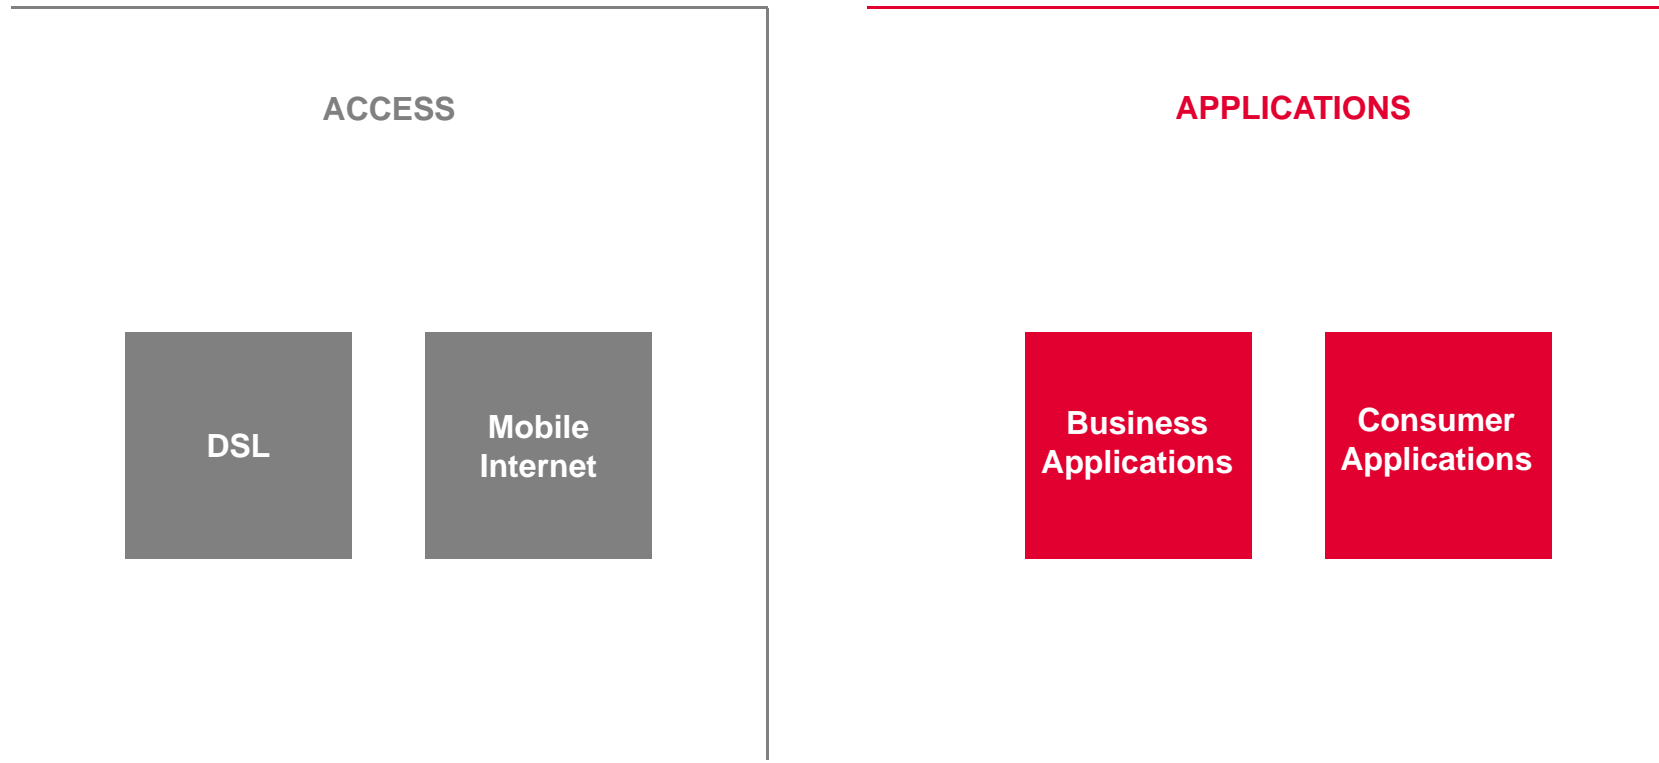 ACCESS
APPLICATIONS
DSL
Mobile
Internet
Business
Applications
Consumer
Applications